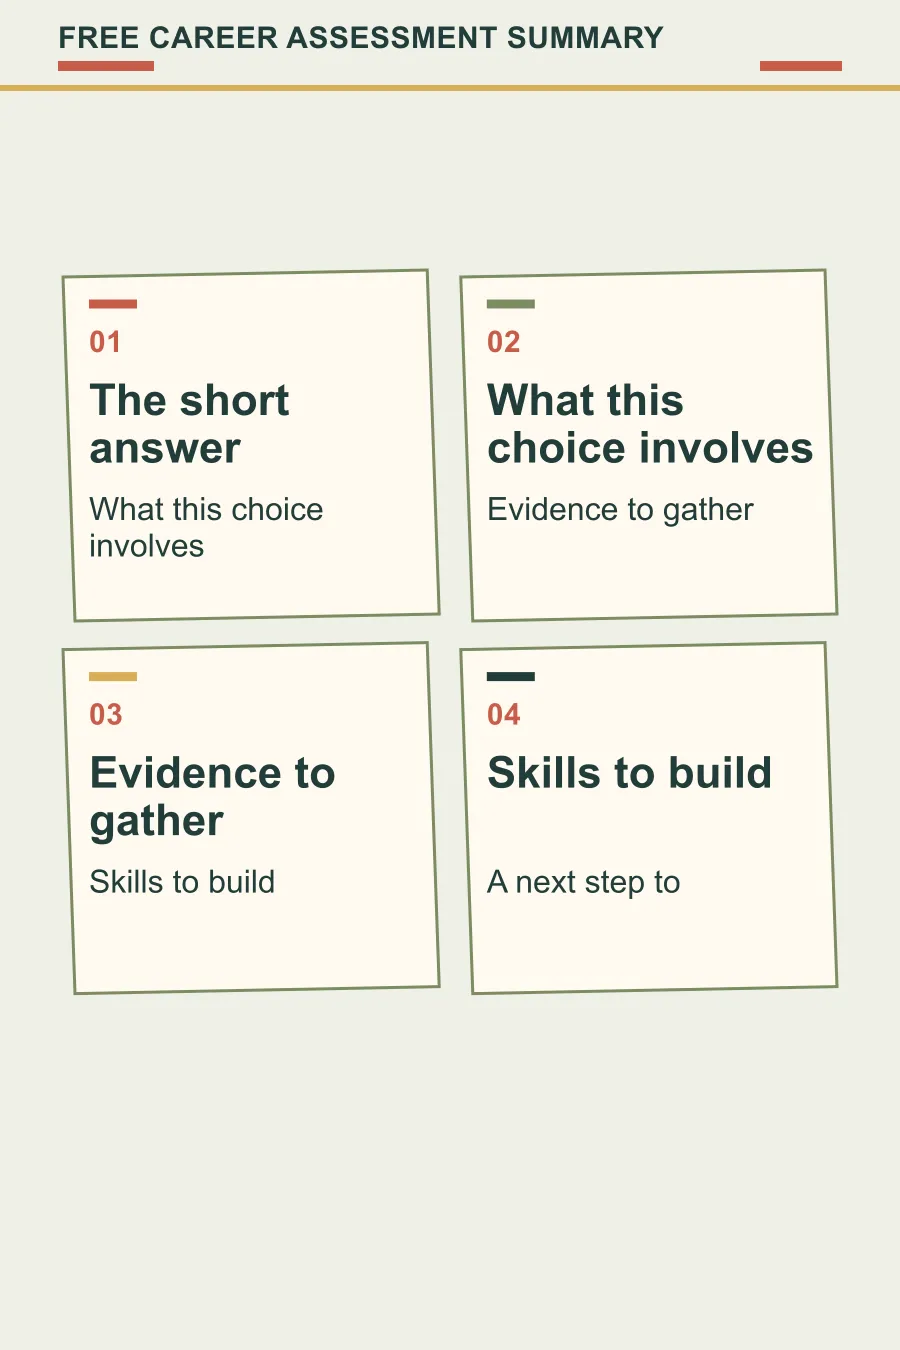 FREE CAREER ASSESSMENT SUMMARY
01
The short
answer
What this choice
involves
02
What this
choice involves
Evidence to gather
03
Evidence to
gather
Skills to build
04
Skills to build
A next step to